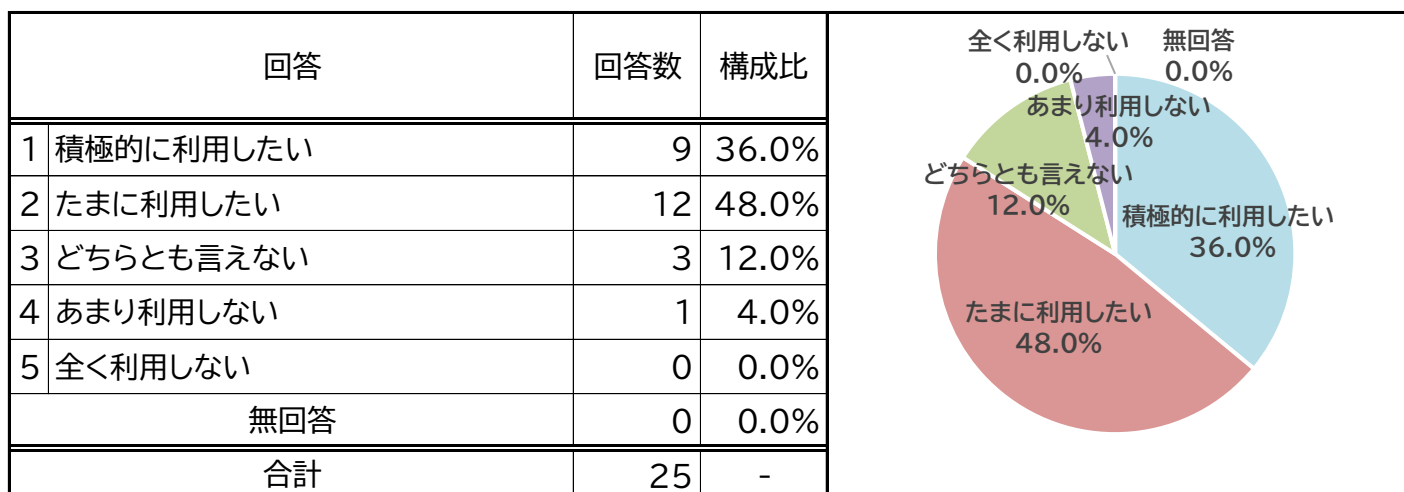 回答 回答数 構成比
1 積極的に利用したい 9 36.0%
2 たまに利用したい 12 48.0%
3 どちらとも言えない 3 12.0%
4 あまり利用しない 1 4.0%
5 全く利用しない 0 0.0%
無回答 0 0.0%
合計 25 -
全く利用しない
0.0%
無回答
0.0%
あまり利用しない
4.0%
どちらとも言えない
12.0%
積極的に利用したい
36.0%
たまに利用したい
48.0%